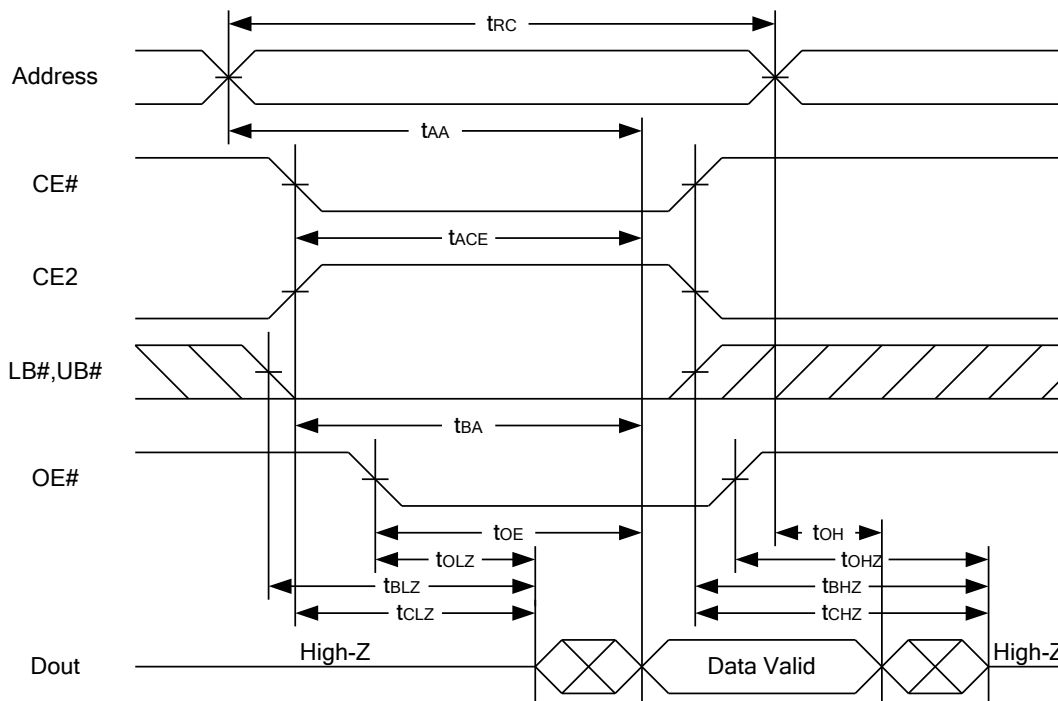 tRC
Address
tAA
CE#
tACE
CE2
LB#,UB#
tBA
OE#
tOE
tOH
tOLZ
tOHZ
tBLZ
tBHZ
tCLZ
tCHZ
Dout
High-Z
Data Valid
High-Z